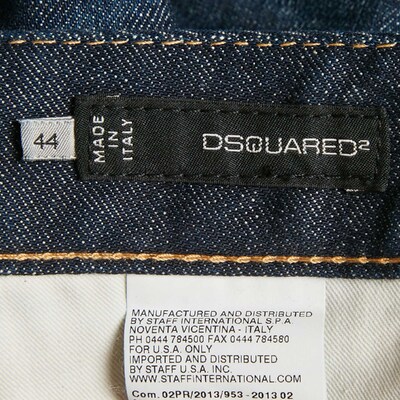 44
MADE
IN
ITALY
DSQUARED²
MANUFACTURED AND DISTRIBUTED
BY STAFF INTERNATIONAL S.P.A
NOVENTA VICENTINA - ITALY
PH 0444 784500 FAX 0444 784580
FOR U.S.A. ONLY
IMPORTED AND DISTRIBUTED
BY STAFF U.S.A. INC.
WWW.STAFFINTERNATIONAL.COM
Com. 02PR/2013/953 - 2013 02